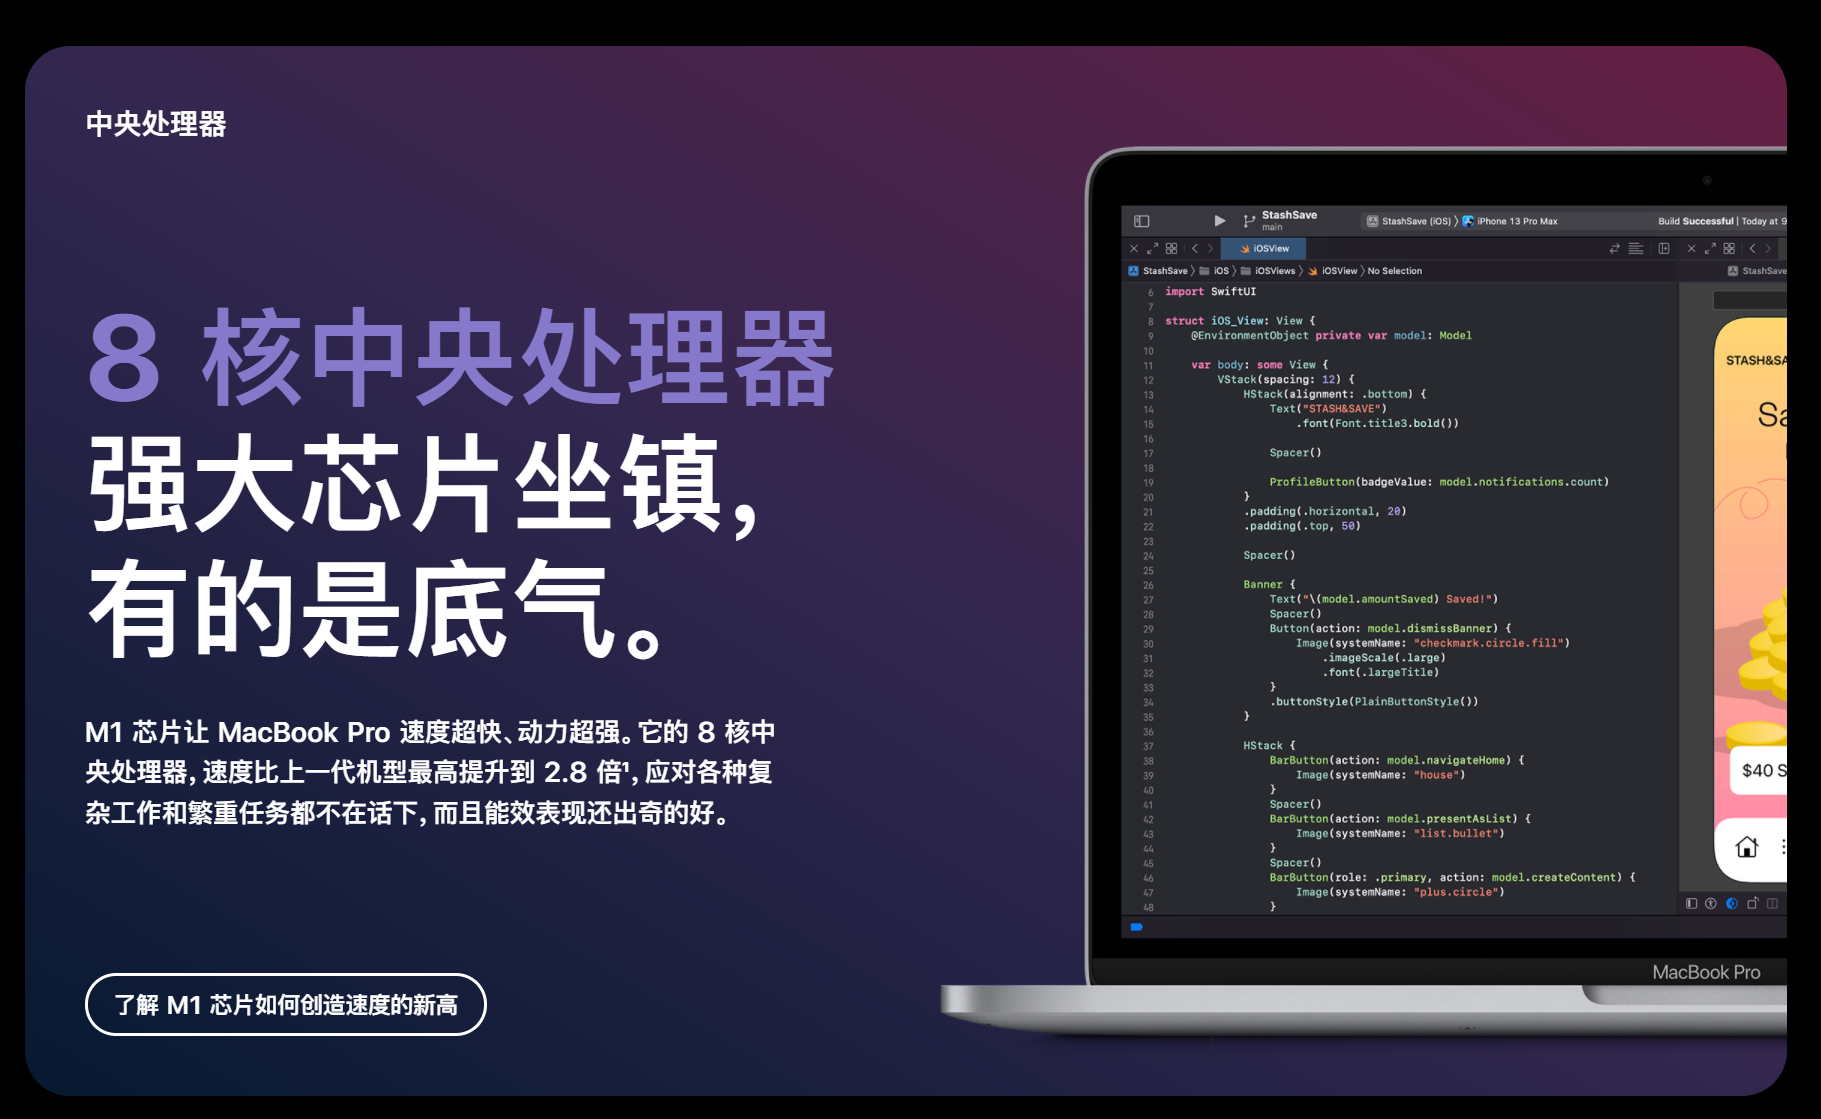 中央处理器
8 核中央处理器
强大芯片坐镇，
有的是底气。
M1 芯片让 MacBook Pro 速度超快、动力超强。它的 8 核中
央处理器，速度比上一代机型最高提升到 2.8 倍¹，应对各种复
杂工作和繁重任务都不在话下，而且能效表现还出奇的好。
了解 M1 芯片如何创造速度的新高
StashSave
main
StashSave (iOS) 〉 iPhone 13 Pro Max
Build Successful | Today at 9
iOSView
StashSave 〉 iOS 〉 iOSViews 〉 iOSView 〉 No Selection
StashSave
6 import SwiftUI
7
8 struct iOS_View: View {
9 @EnvironmentObject private var model: Model
10
11 var body: some View {
12 VStack(spacing: 12) {
13 HStack(alignment: .bottom) {
14 Text("STASH&SAVE")
15 .font(Font.title3.bold())
16
17 Spacer()
18
19 ProfileButton(badgeValue: model.notifications.count)
20 }
21 .padding(.horizontal, 20)
22 .padding(.top, 50)
23
24 Spacer()
25
26 Banner {
27 Text("\(model.amountSaved) Saved!")
28 Spacer()
29 Button(action: model.dismissBanner) {
30 Image(systemName: "checkmark.circle.fill")
31 .imageScale(.large)
32 .font(.largeTitle)
33 }
34 .buttonStyle(PlainButtonStyle())
35 }
36
37 HStack {
38 BarButton(action: model.navigateHome) {
39 Image(systemName: "house")
40 }
41 Spacer()
42 BarButton(action: model.presentAsList) {
43 Image(systemName: "list.bullet")
44 }
45 Spacer()
46 BarButton(role: .primary, action: model.createContent) {
47 Image(systemName: "plus.circle")
48 }
STASH&SA
Sa
$40 S
MacBook Pro